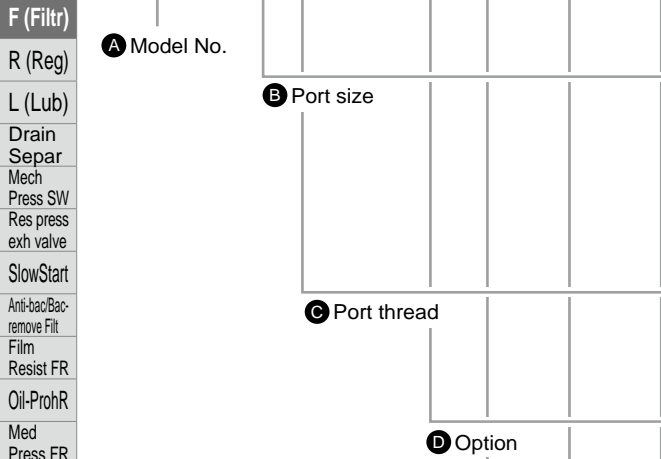 F (Filtr)
R (Reg)
L (Lub)
Drain
Separ
Mech
Press SW
Res press
exh valve
SlowStart
Anti-bac/Bac-
remove Filt
Film
Resist FR
Oil-ProhR
Med
Press FR
A Model No.
B Port size
C Port thread
D Option